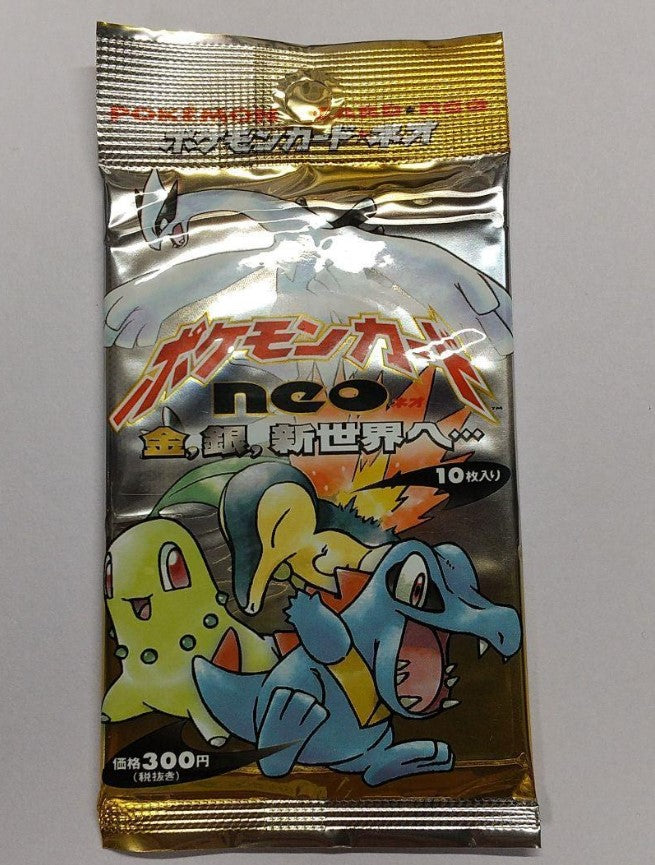 POKÉMON CARD★neo
ポケモンカード★ネオ
ポケモンカード
™
neo
ネオ
金、銀、新世界へ…
10枚入り
価格300円
(税抜き)